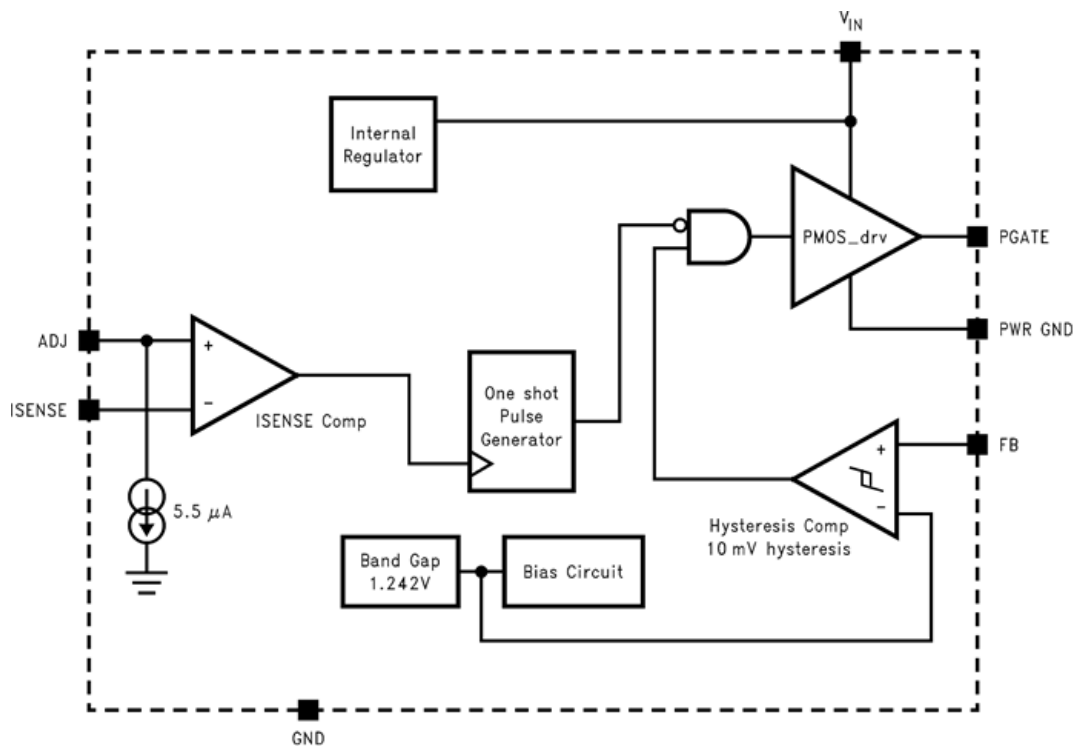 VIN
Internal
Regulator
PMOS_drv
PGATE
PWR GND
ADJ
+
ISENSE
-
ISENSE Comp
One shot
Pulse
Generator
FB
+
-
5.5 μA
Hysteresis Comp
10 mV hysteresis
Band Gap
1.242V
Bias Circuit
GND